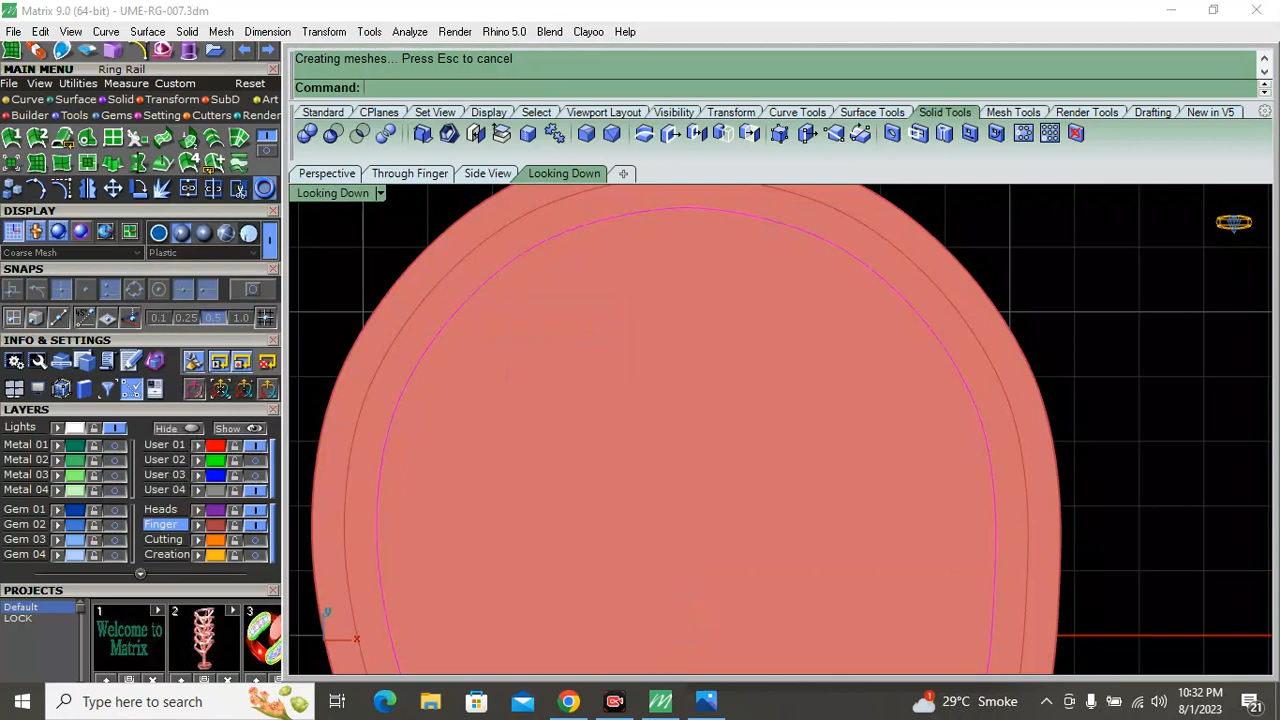 Matrix 9.0 (64-bit) - UME-RG-007.3dm
File Edit View Curve Surface Solid Mesh Dimension Transform Tools Analyze Render Rhino 5.0 Blend Clayoo Help
Creating meshes... Press Esc to cancel
Command:
MAIN MENU Ring Rail
File View Utilities Measure Custom Reset
Curve Surface Solid Transform SubD Art
Builder Tools Gems Setting Cutters Render
Standard CPlanes Set View Display Select Viewport Layout Visibility Transform Curve Tools Surface Tools Solid Tools Mesh Tools Render Tools Drafting New in V5
Perspective Through Finger Side View Looking Down
Looking Down
DISPLAY
Coarse Mesh Plastic
SNAPS
0.1 0.25 0.5 1.0
INFO & SETTINGS
LAYERS
Lights Hide Show
Metal 01 User 01
Metal 02 User 02
Metal 03 User 03
Metal 04 User 04
Gem 01 Heads
Gem 02 Finger
Gem 03 Cutting
Gem 04 Creation
PROJECTS
Default
LOCK
1 2 3
Welcome to
Matrix
y
x
Type here to search
1
29°C Smoke
10:32 PM
8/1/2023
21